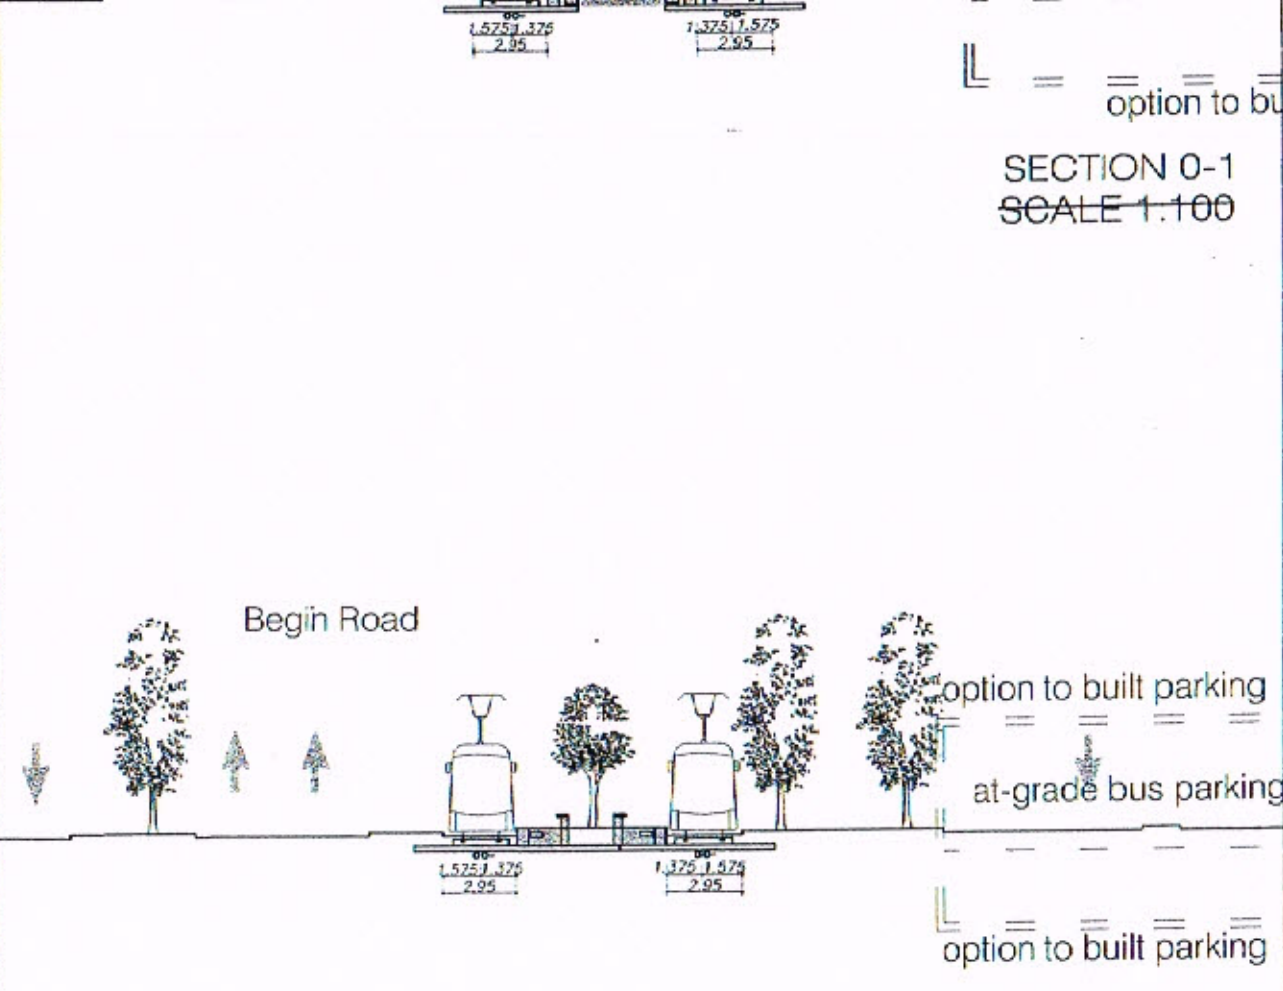 1.575 1.375
2.95
1.375 1.575
2.95
option to bu
SECTION 0-1
SCALE 1:100
Begin Road
option to built parking
at-grade bus parking
1.575 1.375
2.95
1.375 1.575
2.95
option to built parking